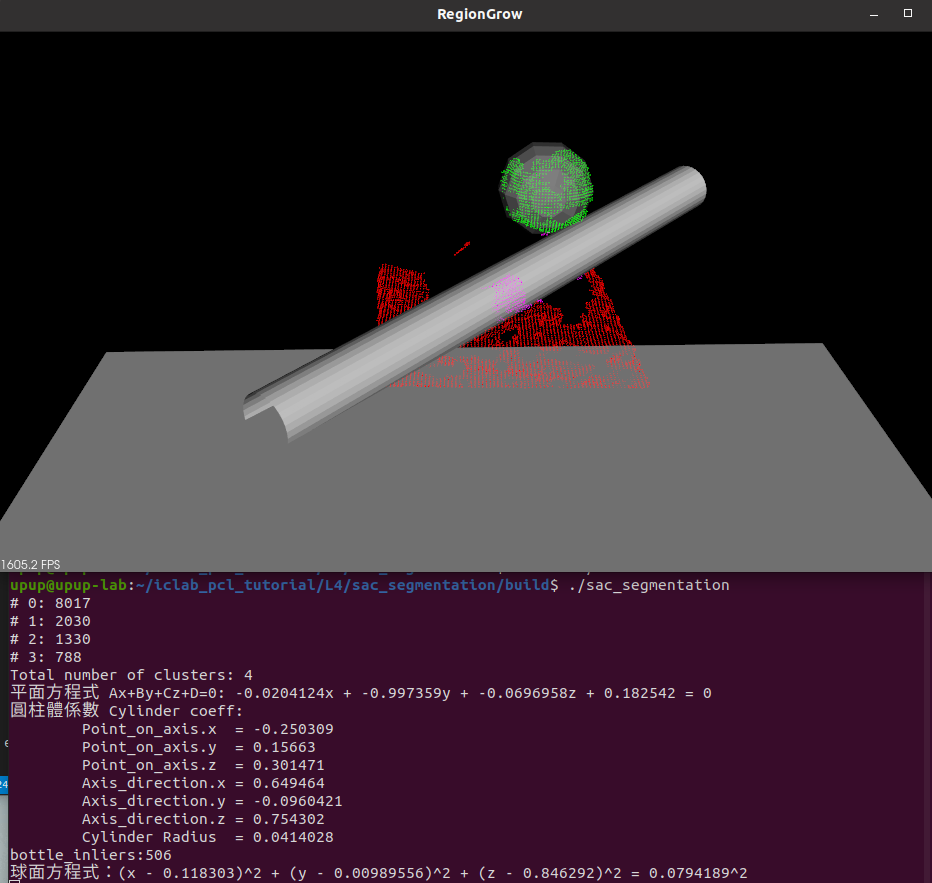 RegionGrow
1605.2 FPS
upup@upup-lab:~/iclab_pcl_tutorial/L4/sac_segmentation/build$ ./sac_segmentation
# 0: 8017
# 1: 2030
# 2: 1330
# 3: 788
Total number of clusters: 4
平面方程式 Ax+By+Cz+D=0: -0.0204124x + -0.997359y + -0.0696958z + 0.182542 = 0
圓柱體係數 Cylinder coeff:
Point_on_axis.x = -0.250309
Point_on_axis.y = 0.15663
Point_on_axis.z = 0.301471
Axis_direction.x = 0.649464
Axis_direction.y = -0.0960421
Axis_direction.z = 0.754302
Cylinder Radius = 0.0414028
bottle_inliers:506
球面方程式：(x - 0.118303)^2 + (y - 0.00989556)^2 + (z - 0.846292)^2 = 0.0794189^2